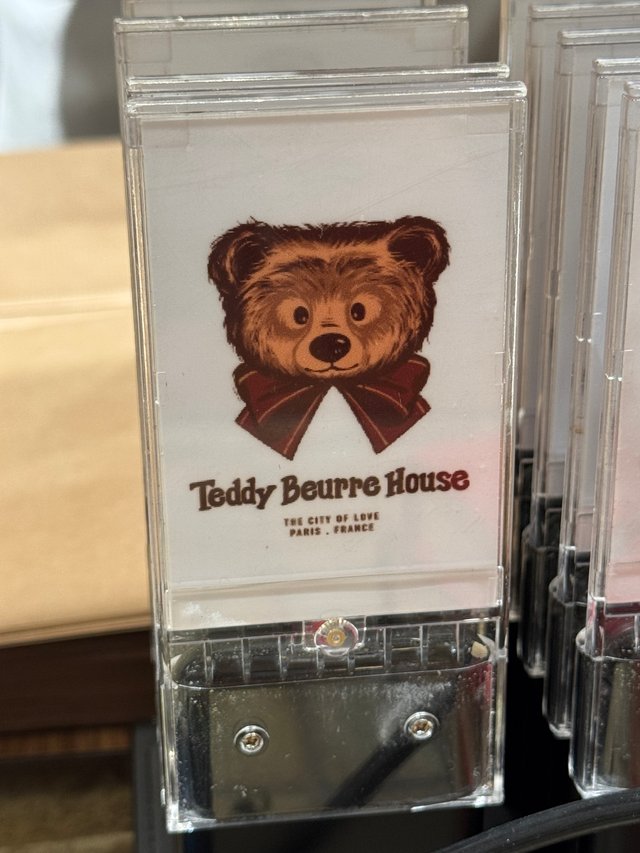 Teddy Beurre House
THE CITY OF LOVE
PARIS . FRANCE